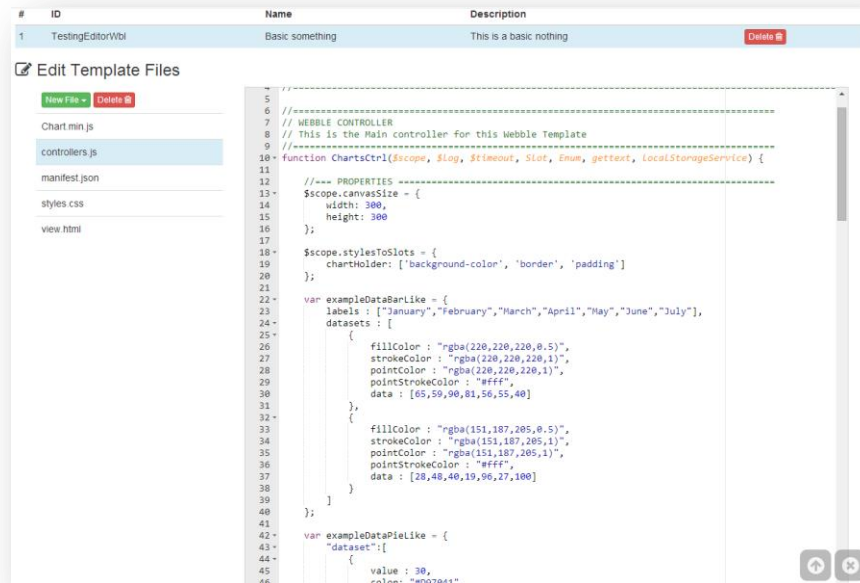 # ID Name Description
1 TestingEditorWbl Basic something This is a basic nothing Delete
Edit Template Files
New File Delete
Chart.min.js
controllers.js
manifest.json
styles.css
view.html
4 //===============================================================================================
5
6 //=======================================================================================
7 // WEBBLE CONTROLLER
8 // This is the Main controller for this Webble Template
9 //=======================================================================================
10 function ChartsCtrl($scope, $log, $timeout, Slot, Enum, gettext, localStorageService) {
11
12 //=== PROPERTIES ====================================================================
13 $scope.canvasSize = {
14 width: 300,
15 height: 300
16 };
17
18 $scope.stylesToSlots = {
19 chartHolder: ['background-color', 'border', 'padding']
20 };
21
22 var exampleDataBarLike = {
23 labels : ["January","February","March","April","May","June","July"],
24 datasets : [
25 {
26 fillColor : "rgba(220,220,220,0.5)",
27 strokeColor : "rgba(220,220,220,1)",
28 pointColor : "rgba(220,220,220,1)",
29 pointStrokeColor : "#fff",
30 data : [65,59,90,81,56,55,40]
31 },
32 {
33 fillColor : "rgba(151,187,205,0.5)",
34 strokeColor : "rgba(151,187,205,1)",
35 pointColor : "rgba(151,187,205,1)",
36 pointStrokeColor : "#fff",
37 data : [28,48,40,19,96,27,100]
38 }
39 ]
40 };
41
42 var exampleDataPieLike = {
43 "dataset":[
44 {
45 value : 30,
46 color: "#D97041"